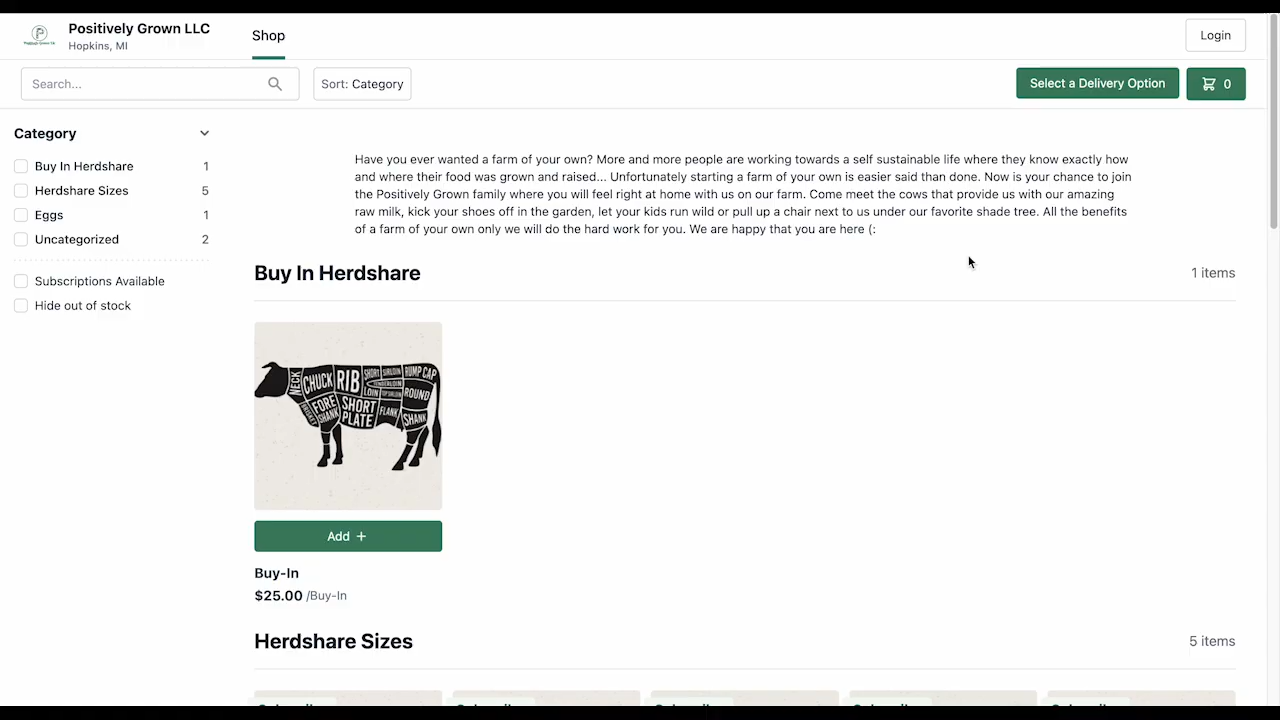 Positively Grown LLC
Hopkins, MI
Shop
Login
Search...
Sort: Category
Select a Delivery Option
0
Category
Buy In Herdshare 1
Herdshare Sizes 5
Eggs 1
Uncategorized 2
Subscriptions Available
Hide out of stock
Have you ever wanted a farm of your own? More and more people are working towards a self sustainable life where they know exactly how
and where their food was grown and raised... Unfortunately starting a farm of your own is easier said than done. Now is your chance to join
the Positively Grown family where you will feel right at home with us on our farm. Come meet the cows that provide us with our amazing
raw milk, kick your shoes off in the garden, let your kids run wild or pull up a chair next to us under our favorite shade tree. All the benefits
of a farm of your own only we will do the hard work for you. We are happy that you are here (:
Buy In Herdshare
1 items
NECK
CHUCK
RIB
SHORT
LOIN
SIRLOIN
TENDERLOIN
TOP SIRLOIN
RUMP CAP
ROUND
BRISKET
FORE
SHANK
SHORT
PLATE
FLANK
SHANK
Add +
Buy-In
$25.00 /Buy-In
Herdshare Sizes
5 items